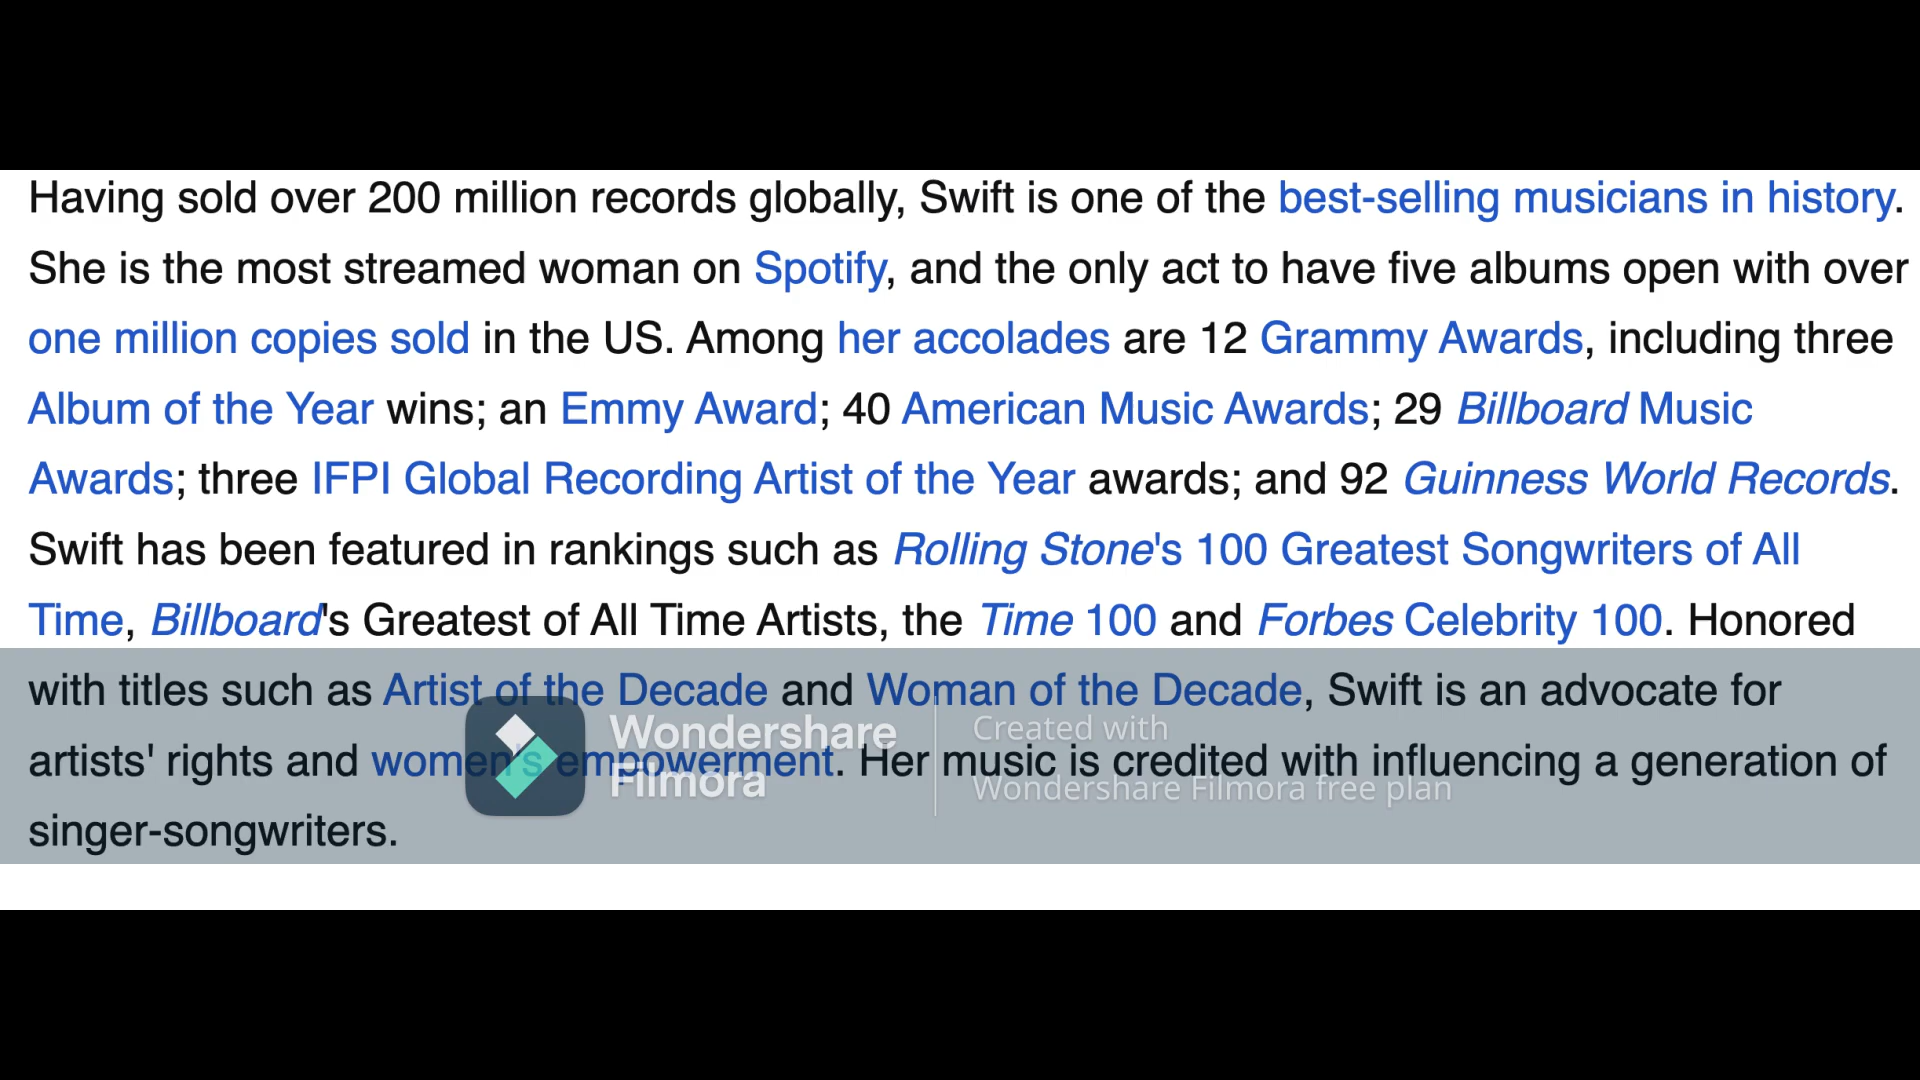 Having sold over 200 million records globally, Swift is one of the best-selling musicians in history.
She is the most streamed woman on Spotify, and the only act to have five albums open with over
one million copies sold in the US. Among her accolades are 12 Grammy Awards, including three
Album of the Year wins; an Emmy Award; 40 American Music Awards; 29 Billboard Music
Awards; three IFPI Global Recording Artist of the Year awards; and 92 Guinness World Records.
Swift has been featured in rankings such as Rolling Stone's 100 Greatest Songwriters of All
Time, Billboard's Greatest of All Time Artists, the Time 100 and Forbes Celebrity 100. Honored
with titles such as Artist of the Decade and Woman of the Decade, Swift is an advocate for
artists' rights and women's empowerment. Her music is credited with influencing a generation of
singer-songwriters.
Wondershare
Filmora
Created with
Wondershare Filmora free plan